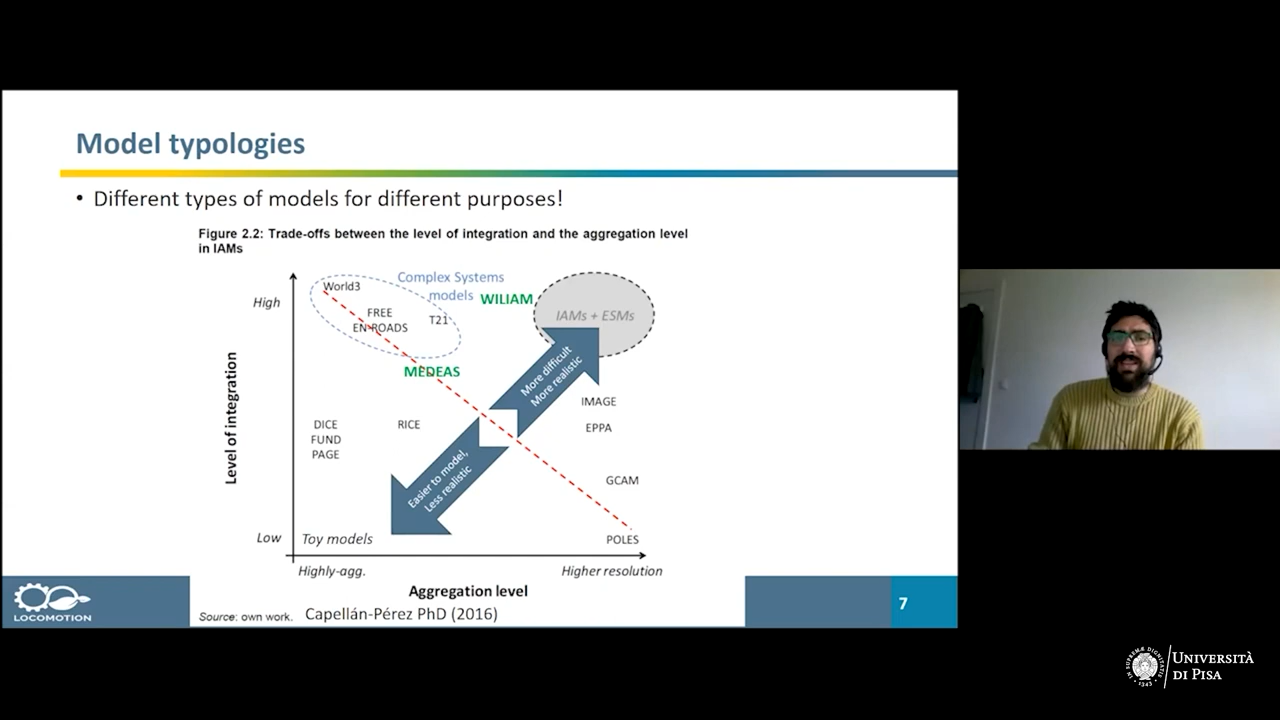 Model typologies
• Different types of models for different purposes!
Figure 2.2: Trade-offs between the level of integration and the aggregation level
in IAMs
Level of integration
High
Low
World3
FREE
EN-ROADS
T21
Complex Systems
models
WILIAM
IAMs + ESMs
MEDEAS
More difficult
More realistic
IMAGE
EPPA
DICE
FUND
PAGE
RICE
Easier to model,
Less realistic
GCAM
Toy models
POLES
Highly-agg.
Higher resolution
Aggregation level
Source: own work.
Capellán-Pérez PhD (2016)
LOCOMOTION
7
IN SUPREMÆ DIGNITATIS
1343
UNIVERSITÀ
DI PISA